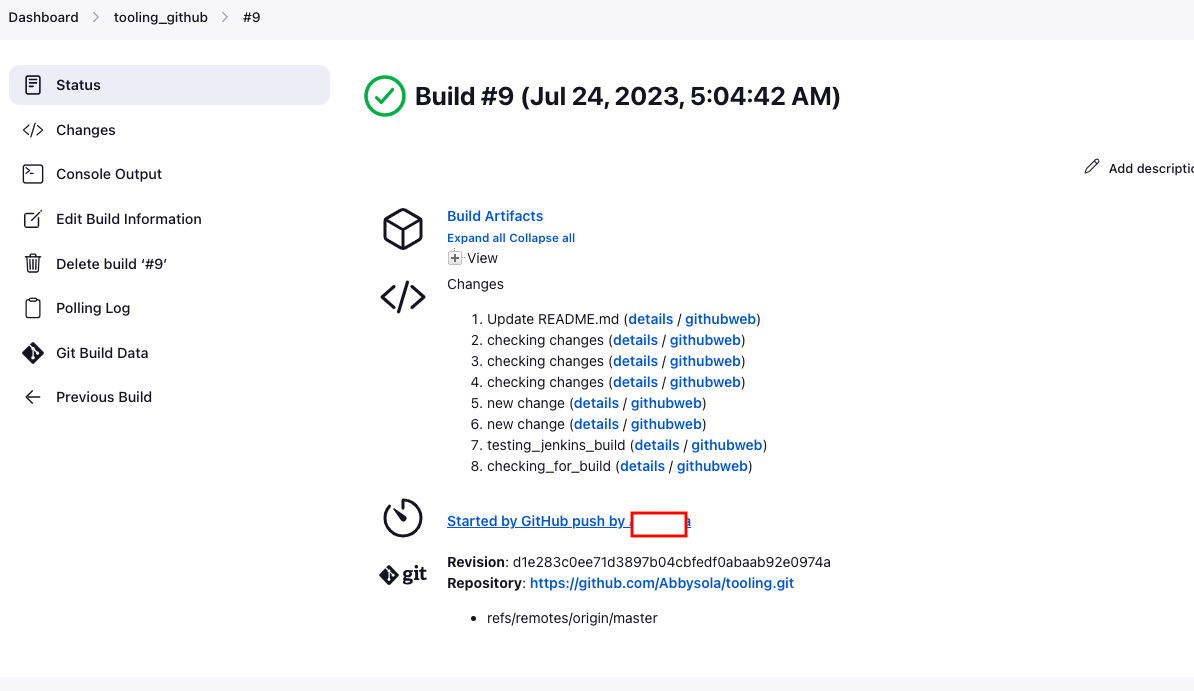 Dashboard > tooling_github > #9
Status
Changes
Console Output
Edit Build Information
Delete build ‘#9’
Polling Log
Git Build Data
Previous Build
Build #9 (Jul 24, 2023, 5:04:42 AM)
Add descriptio
Build Artifacts
Expand all Collapse all
View
Changes
1. Update README.md (details / githubweb)
2. checking changes (details / githubweb)
3. checking changes (details / githubweb)
4. checking changes (details / githubweb)
5. new change (details / githubweb)
6. new change (details / githubweb)
7. testing_jenkins_build (details / githubweb)
8. checking_for_build (details / githubweb)
Started by GitHub push by
git
Revision: d1e283c0ee71d3897b04cbfedf0abaab92e0974a
Repository: https://github.com/Abbysola/tooling.git
• refs/remotes/origin/master